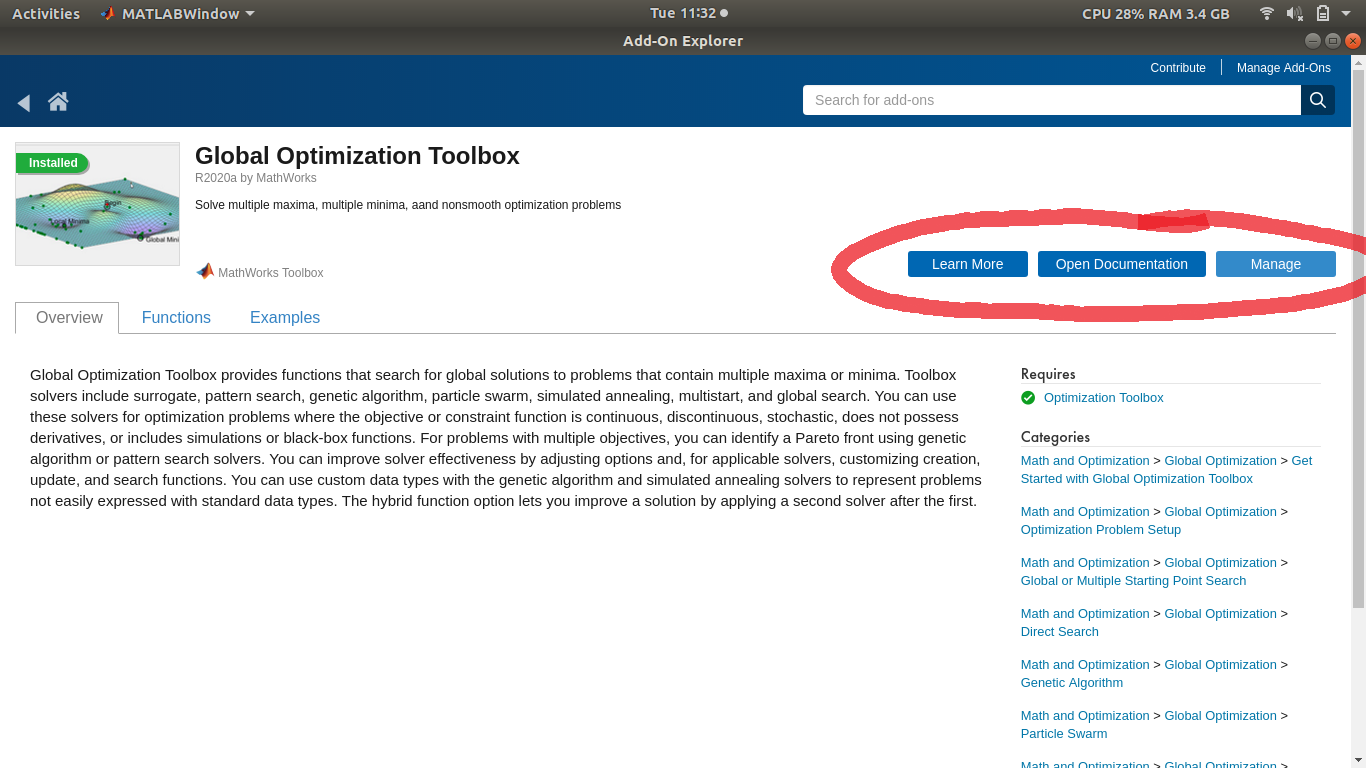 Activities MATLABWindow Tue 11:32 CPU 28% RAM 3.4 GB
Add-On Explorer
Contribute Manage Add-Ons
Search for add-ons
Installed
Begin
Local Minima
Global Mini
Global Optimization Toolbox
R2020a by MathWorks
Solve multiple maxima, multiple minima, aand nonsmooth optimization problems
MathWorks Toolbox
Learn More Open Documentation Manage
Overview Functions Examples
Global Optimization Toolbox provides functions that search for global solutions to problems that contain multiple maxima or minima. Toolbox
solvers include surrogate, pattern search, genetic algorithm, particle swarm, simulated annealing, multistart, and global search. You can use
these solvers for optimization problems where the objective or constraint function is continuous, discontinuous, stochastic, does not possess
derivatives, or includes simulations or black-box functions. For problems with multiple objectives, you can identify a Pareto front using genetic
algorithm or pattern search solvers. You can improve solver effectiveness by adjusting options and, for applicable solvers, customizing creation,
update, and search functions. You can use custom data types with the genetic algorithm and simulated annealing solvers to represent problems
not easily expressed with standard data types. The hybrid function option lets you improve a solution by applying a second solver after the first.
Requires
Optimization Toolbox
Categories
Math and Optimization > Global Optimization > Get
Started with Global Optimization Toolbox
Math and Optimization > Global Optimization >
Optimization Problem Setup
Math and Optimization > Global Optimization >
Global or Multiple Starting Point Search
Math and Optimization > Global Optimization >
Direct Search
Math and Optimization > Global Optimization >
Genetic Algorithm
Math and Optimization > Global Optimization >
Particle Swarm
Math and Optimization > Global Optimization >